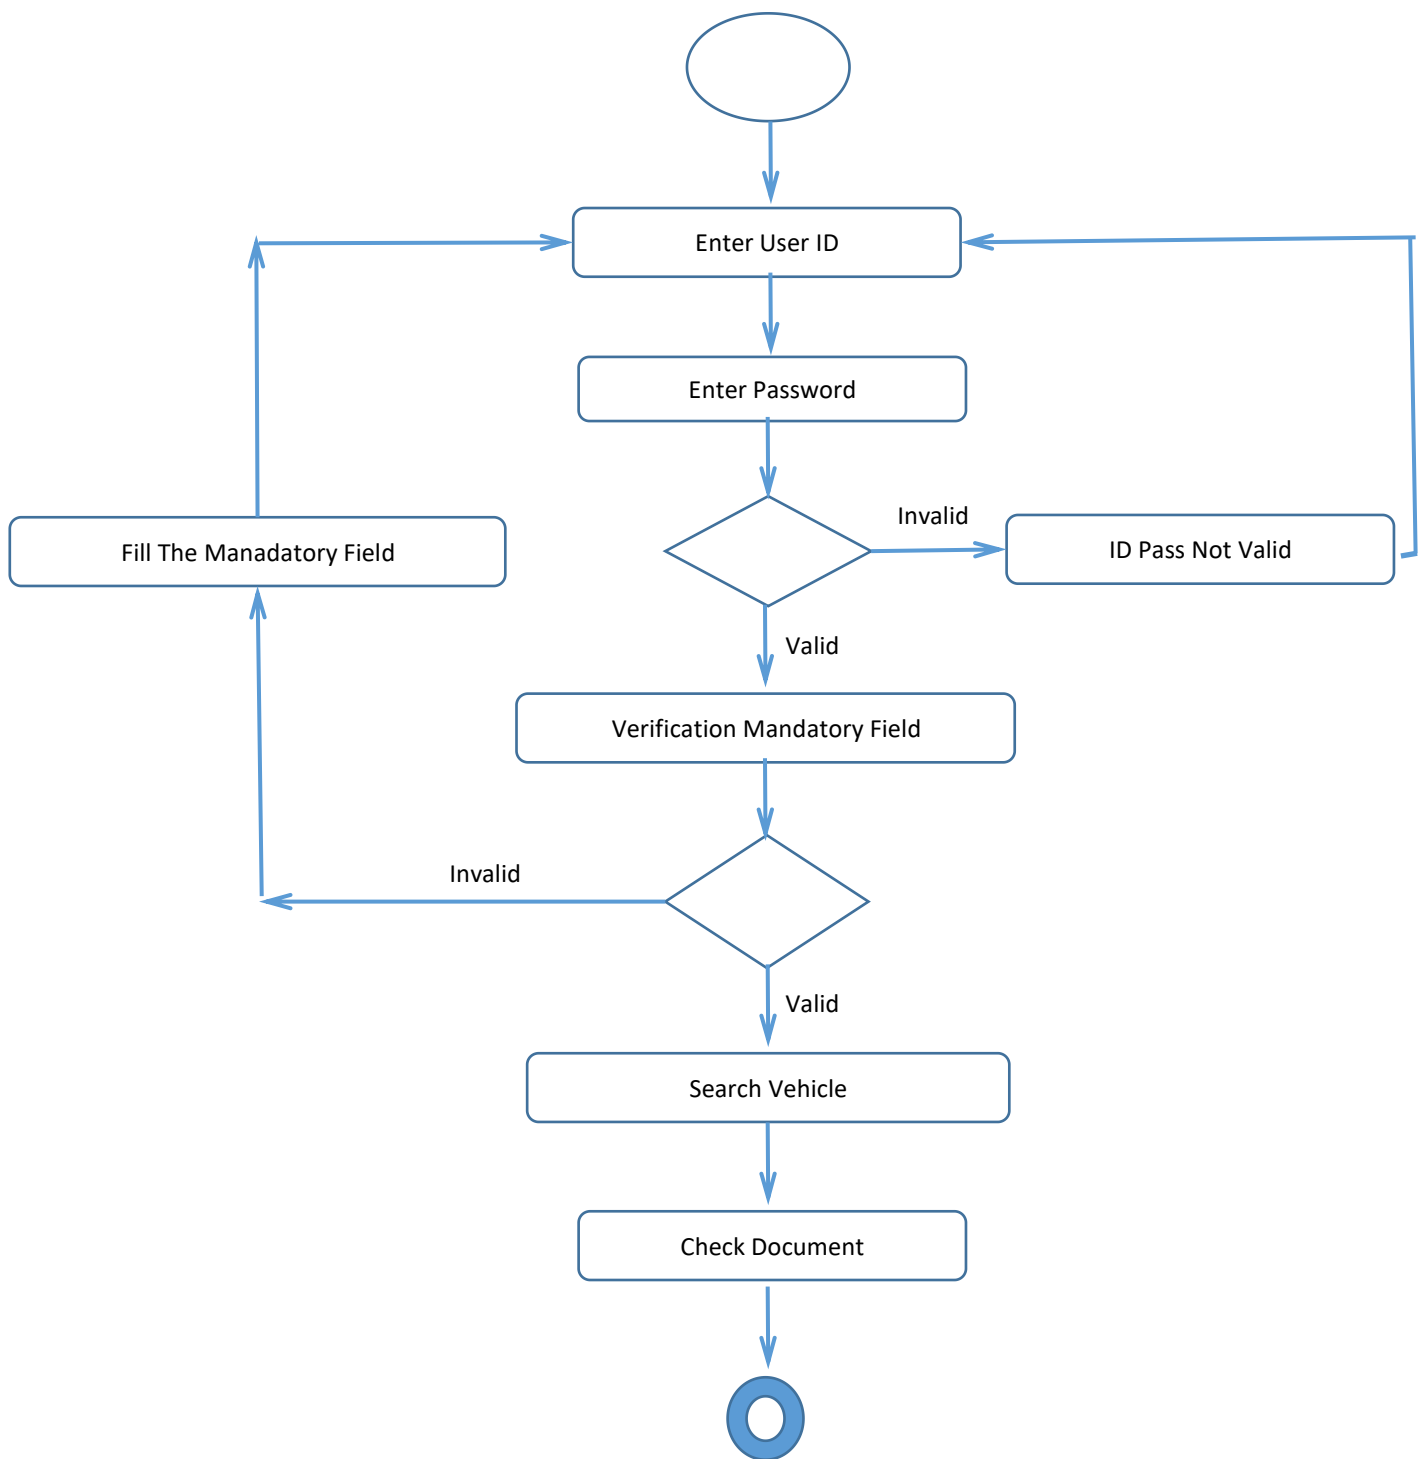 Enter User ID
Enter Password
Invalid
Fill The Manadatory Field
ID Pass Not Valid
Valid
Verification Mandatory Field
Invalid
Valid
Search Vehicle
Check Document